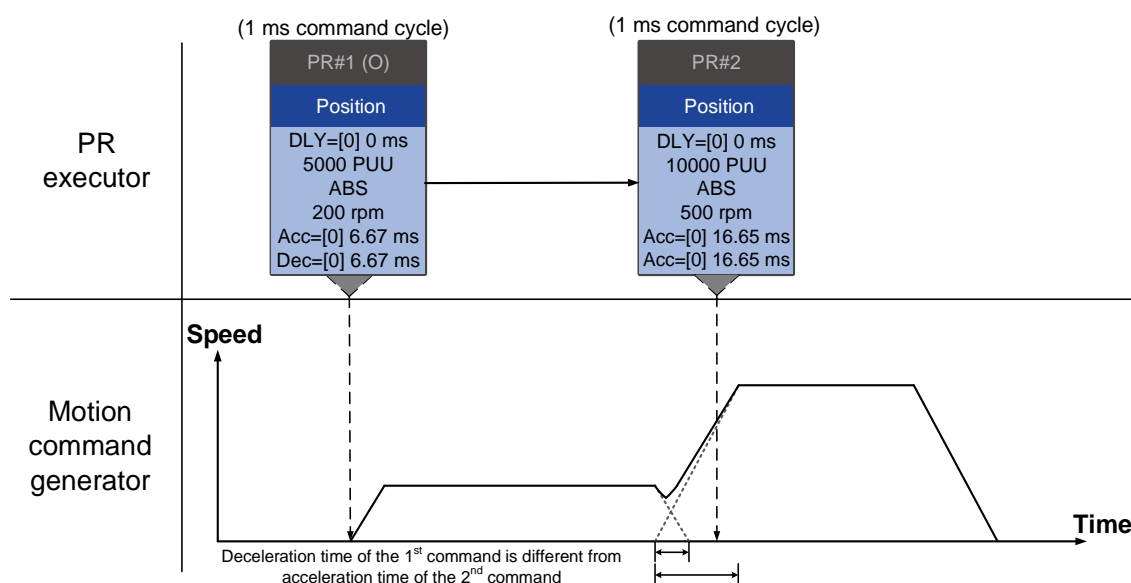 (1 ms command cycle)
(1 ms command cycle)
PR#1 (O)
PR#2
Position
Position
PR
executor
DLY=[0] 0 ms
5000 PUU
ABS
200 rpm
Acc=[0] 6.67 ms
Dec=[0] 6.67 ms
DLY=[0] 0 ms
10000 PUU
ABS
500 rpm
Acc=[0] 16.65 ms
Acc=[0] 16.65 ms
Speed
Motion
command
generator
Time
Deceleration time of the 1st command is different from
acceleration time of the 2nd command